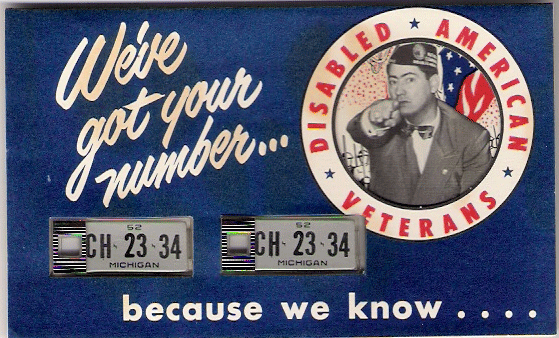 We've
got your
number...
DISABLED ★ AMERICAN ★ VETERANS ★
52
CH-23-34
MICHIGAN
52
CH-23-34
MICHIGAN
because we know....